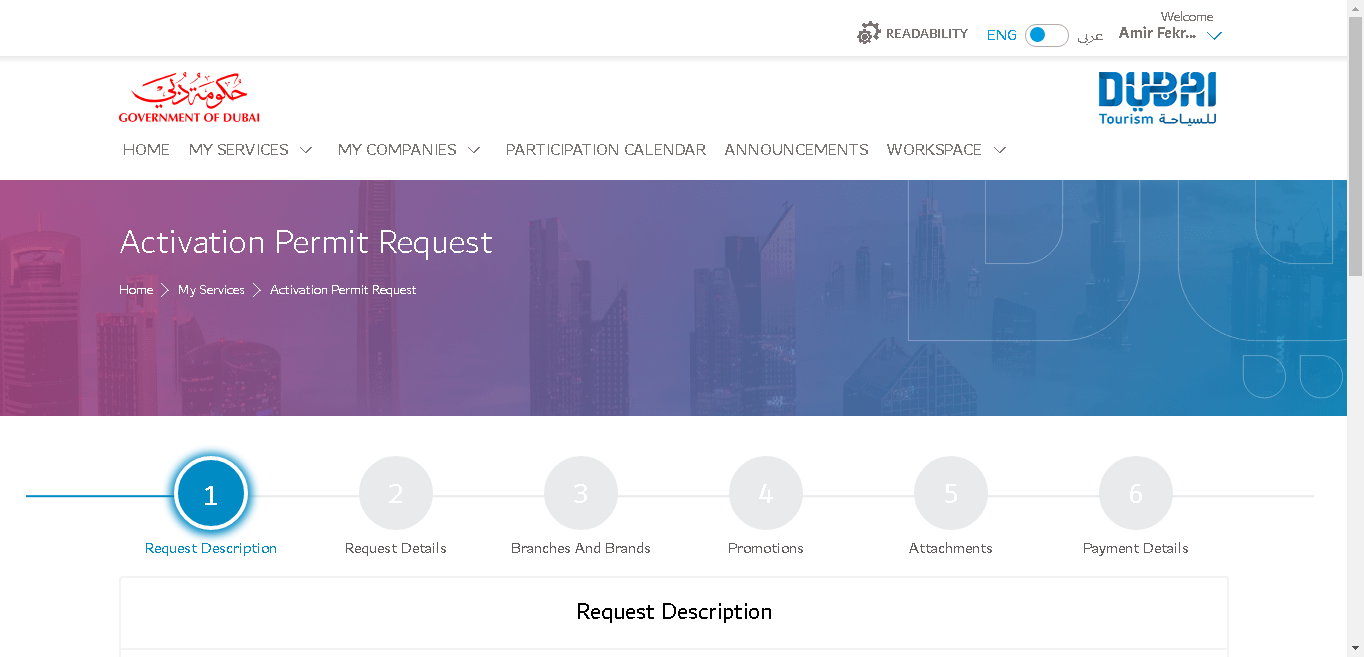 Welcome
READABILITY ENG عربي Amir Fekr...
حكومة دبي
GOVERNMENT OF DUBAI
DUBAI
Tourism للسياحة
HOME MY SERVICES MY COMPANIES PARTICIPATION CALENDAR ANNOUNCEMENTS WORKSPACE
Activation Permit Request
Home My Services Activation Permit Request
1 2 3 4 5 6
Request Description Request Details Branches And Brands Promotions Attachments Payment Details
Request Description